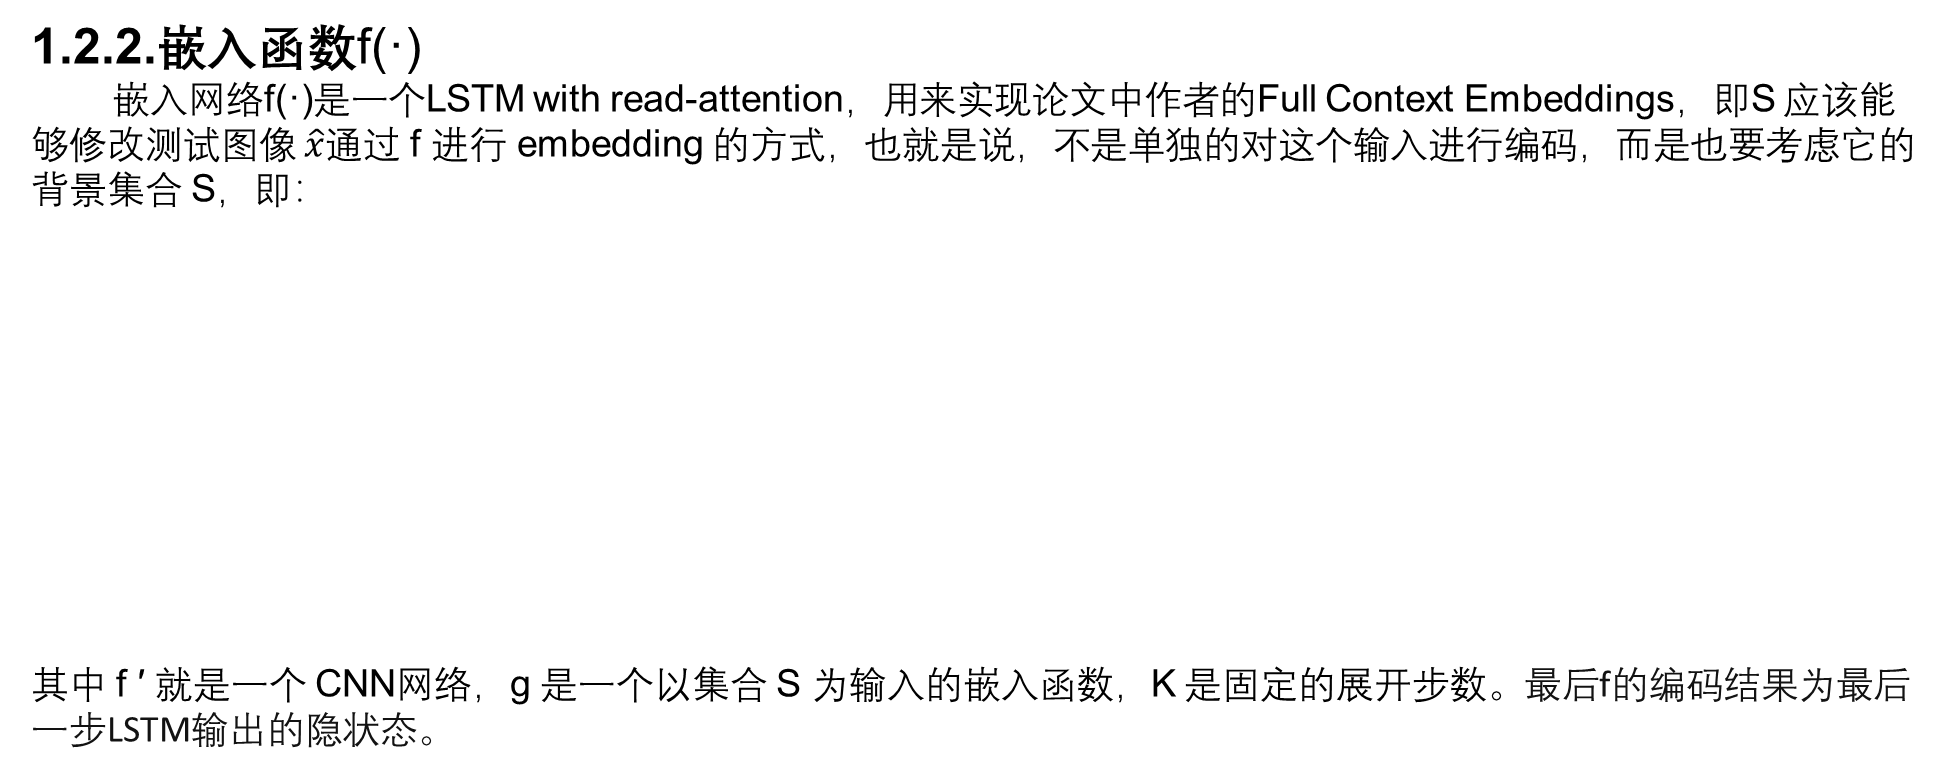 1.2.2.嵌入函数f(·)
嵌入网络f(·)是一个LSTM with read-attention，用来实现论文中作者的Full Context Embeddings，即S 应该能
够修改测试图像 x̂通过 f 进行 embedding 的方式，也就是说，不是单独的对这个输入进行编码，而是也要考虑它的
背景集合 S，即：
其中 f ′ 就是一个 CNN网络，g 是一个以集合 S 为输入的嵌入函数，K 是固定的展开步数。最后f的编码结果为最后
一步LSTM输出的隐状态。